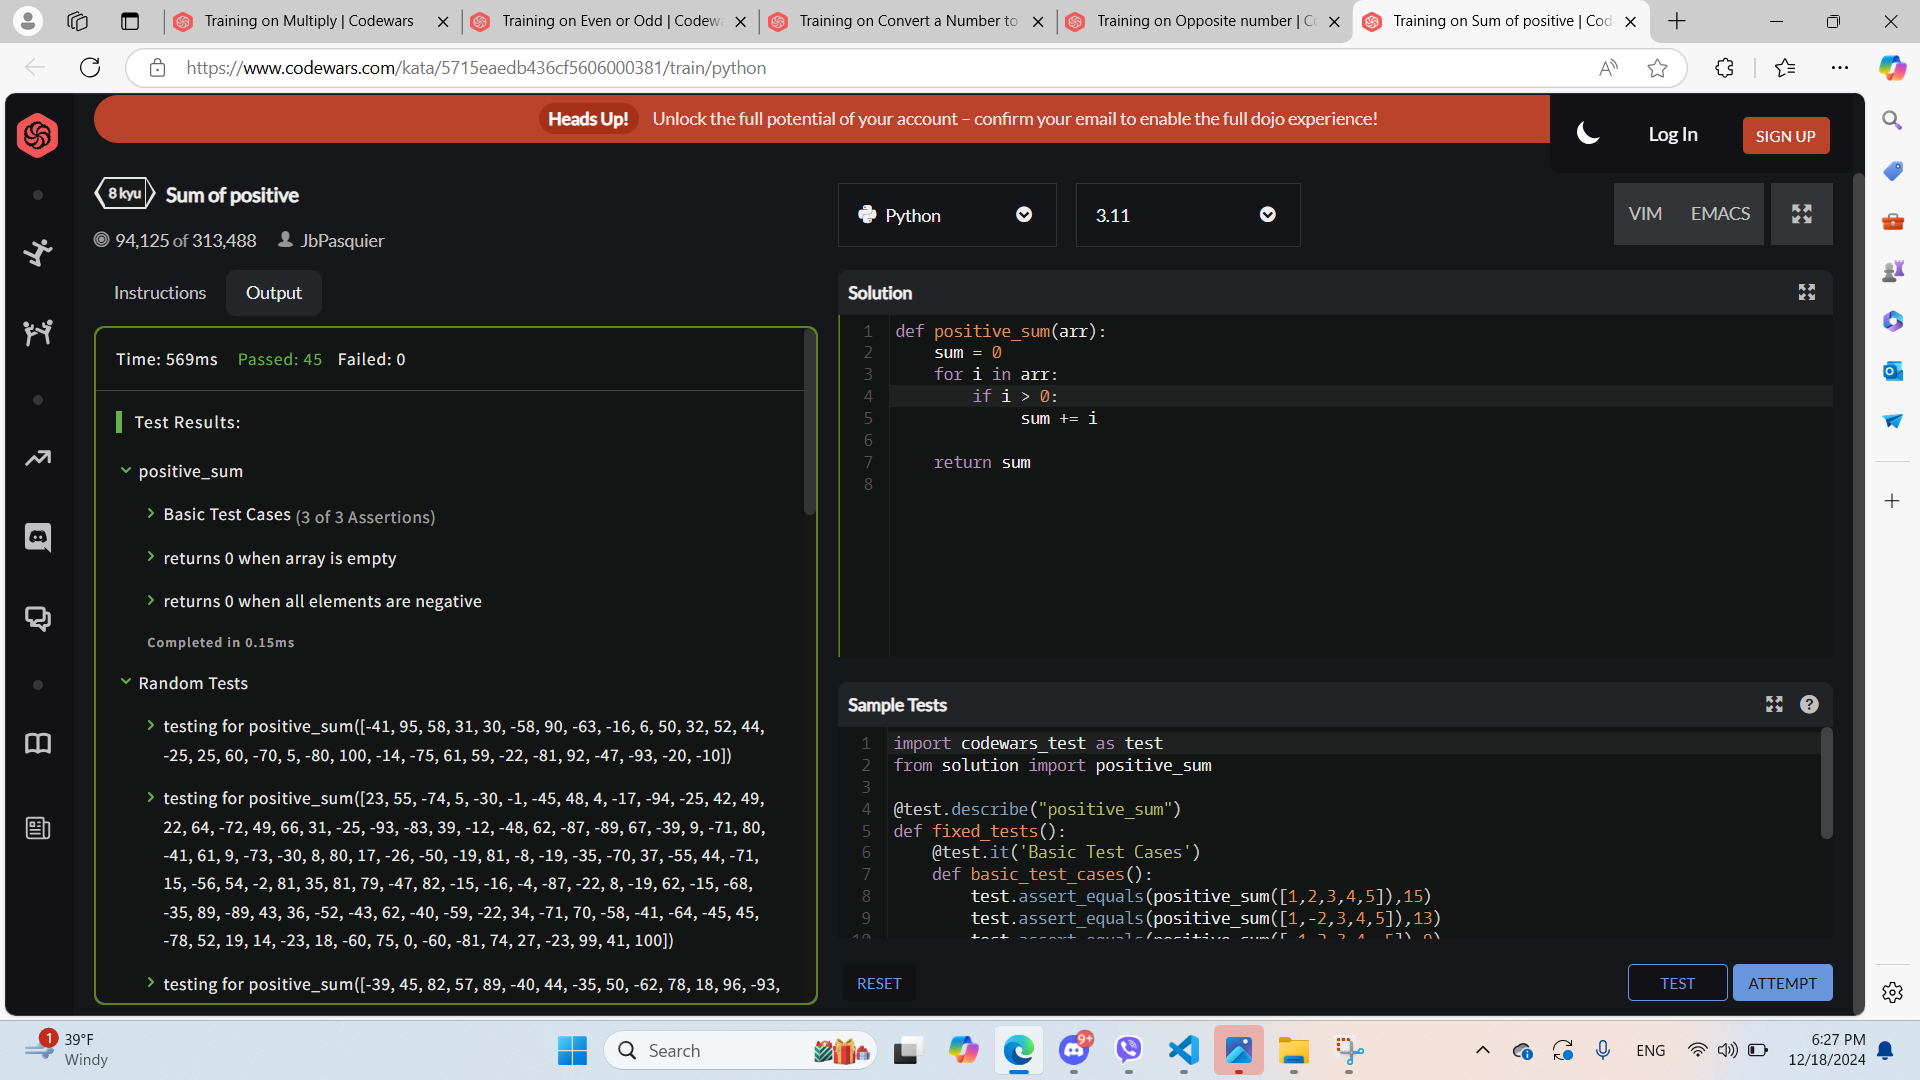 Training on Multiply | Codewars
Training on Even or Odd | Codewa
Training on Convert a Number to
Training on Opposite number | Co
Training on Sum of positive | Cod
https://www.codewars.com/kata/5715eaedb436cf5606000381/train/python
Heads Up! Unlock the full potential of your account – confirm your email to enable the full dojo experience!
Log In
SIGN UP
8 kyu
Sum of positive
94,125 of 313,488 JbPasquier
Instructions
Output
Time: 569ms Passed: 45 Failed: 0
Test Results:
positive_sum
Basic Test Cases (3 of 3 Assertions)
returns 0 when array is empty
returns 0 when all elements are negative
Completed in 0.15ms
Random Tests
testing for positive_sum([-41, 95, 58, 31, 30, -58, 90, -63, -16, 6, 50, 32, 52, 44,
-25, 25, 60, -70, 5, -80, 100, -14, -75, 61, 59, -22, -81, 92, -47, -93, -20, -10])
testing for positive_sum([23, 55, -74, 5, -30, -1, -45, 48, 4, -17, -94, -25, 42, 49,
22, 64, -72, 49, 66, 31, -25, -93, -83, 39, -12, -48, 62, -87, -89, 67, -39, 9, -71, 80,
-41, 61, 9, -73, -30, 8, 80, 17, -26, -50, -19, 81, -8, -19, -35, -70, 37, -55, 44, -71,
15, -56, 54, -2, 81, 35, 81, 79, -47, 82, -15, -16, -4, -87, -22, 8, -19, 62, -15, -68,
-35, 89, -89, 43, 36, -52, -43, 62, -40, -59, -22, 34, -71, 70, -58, -41, -64, -45, 45,
-78, 52, 19, 14, -23, 18, -60, 75, 0, -60, -81, 74, 27, -23, 99, 41, 100])
testing for positive_sum([-39, 45, 82, 57, 89, -40, 44, -35, 50, -62, 78, 18, 96, -93,
Python
3.11
VIM
EMACS
Solution
1 def positive_sum(arr):
2 sum = 0
3 for i in arr:
4 if i > 0:
5 sum += i
6
7 return sum
8
Sample Tests
?
1 import codewars_test as test
2 from solution import positive_sum
3
4 @test.describe("positive_sum")
5 def fixed_tests():
6 @test.it('Basic Test Cases')
7 def basic_test_cases():
8 test.assert_equals(positive_sum([1,2,3,4,5]),15)
9 test.assert_equals(positive_sum([1,-2,3,4,5]),13)
10 test.assert_equals(positive_sum([-1,2,3,4,-5]),9)
RESET
TEST
ATTEMPT
1
39°F
Windy
Search
9+
ENG
6:27 PM
12/18/2024